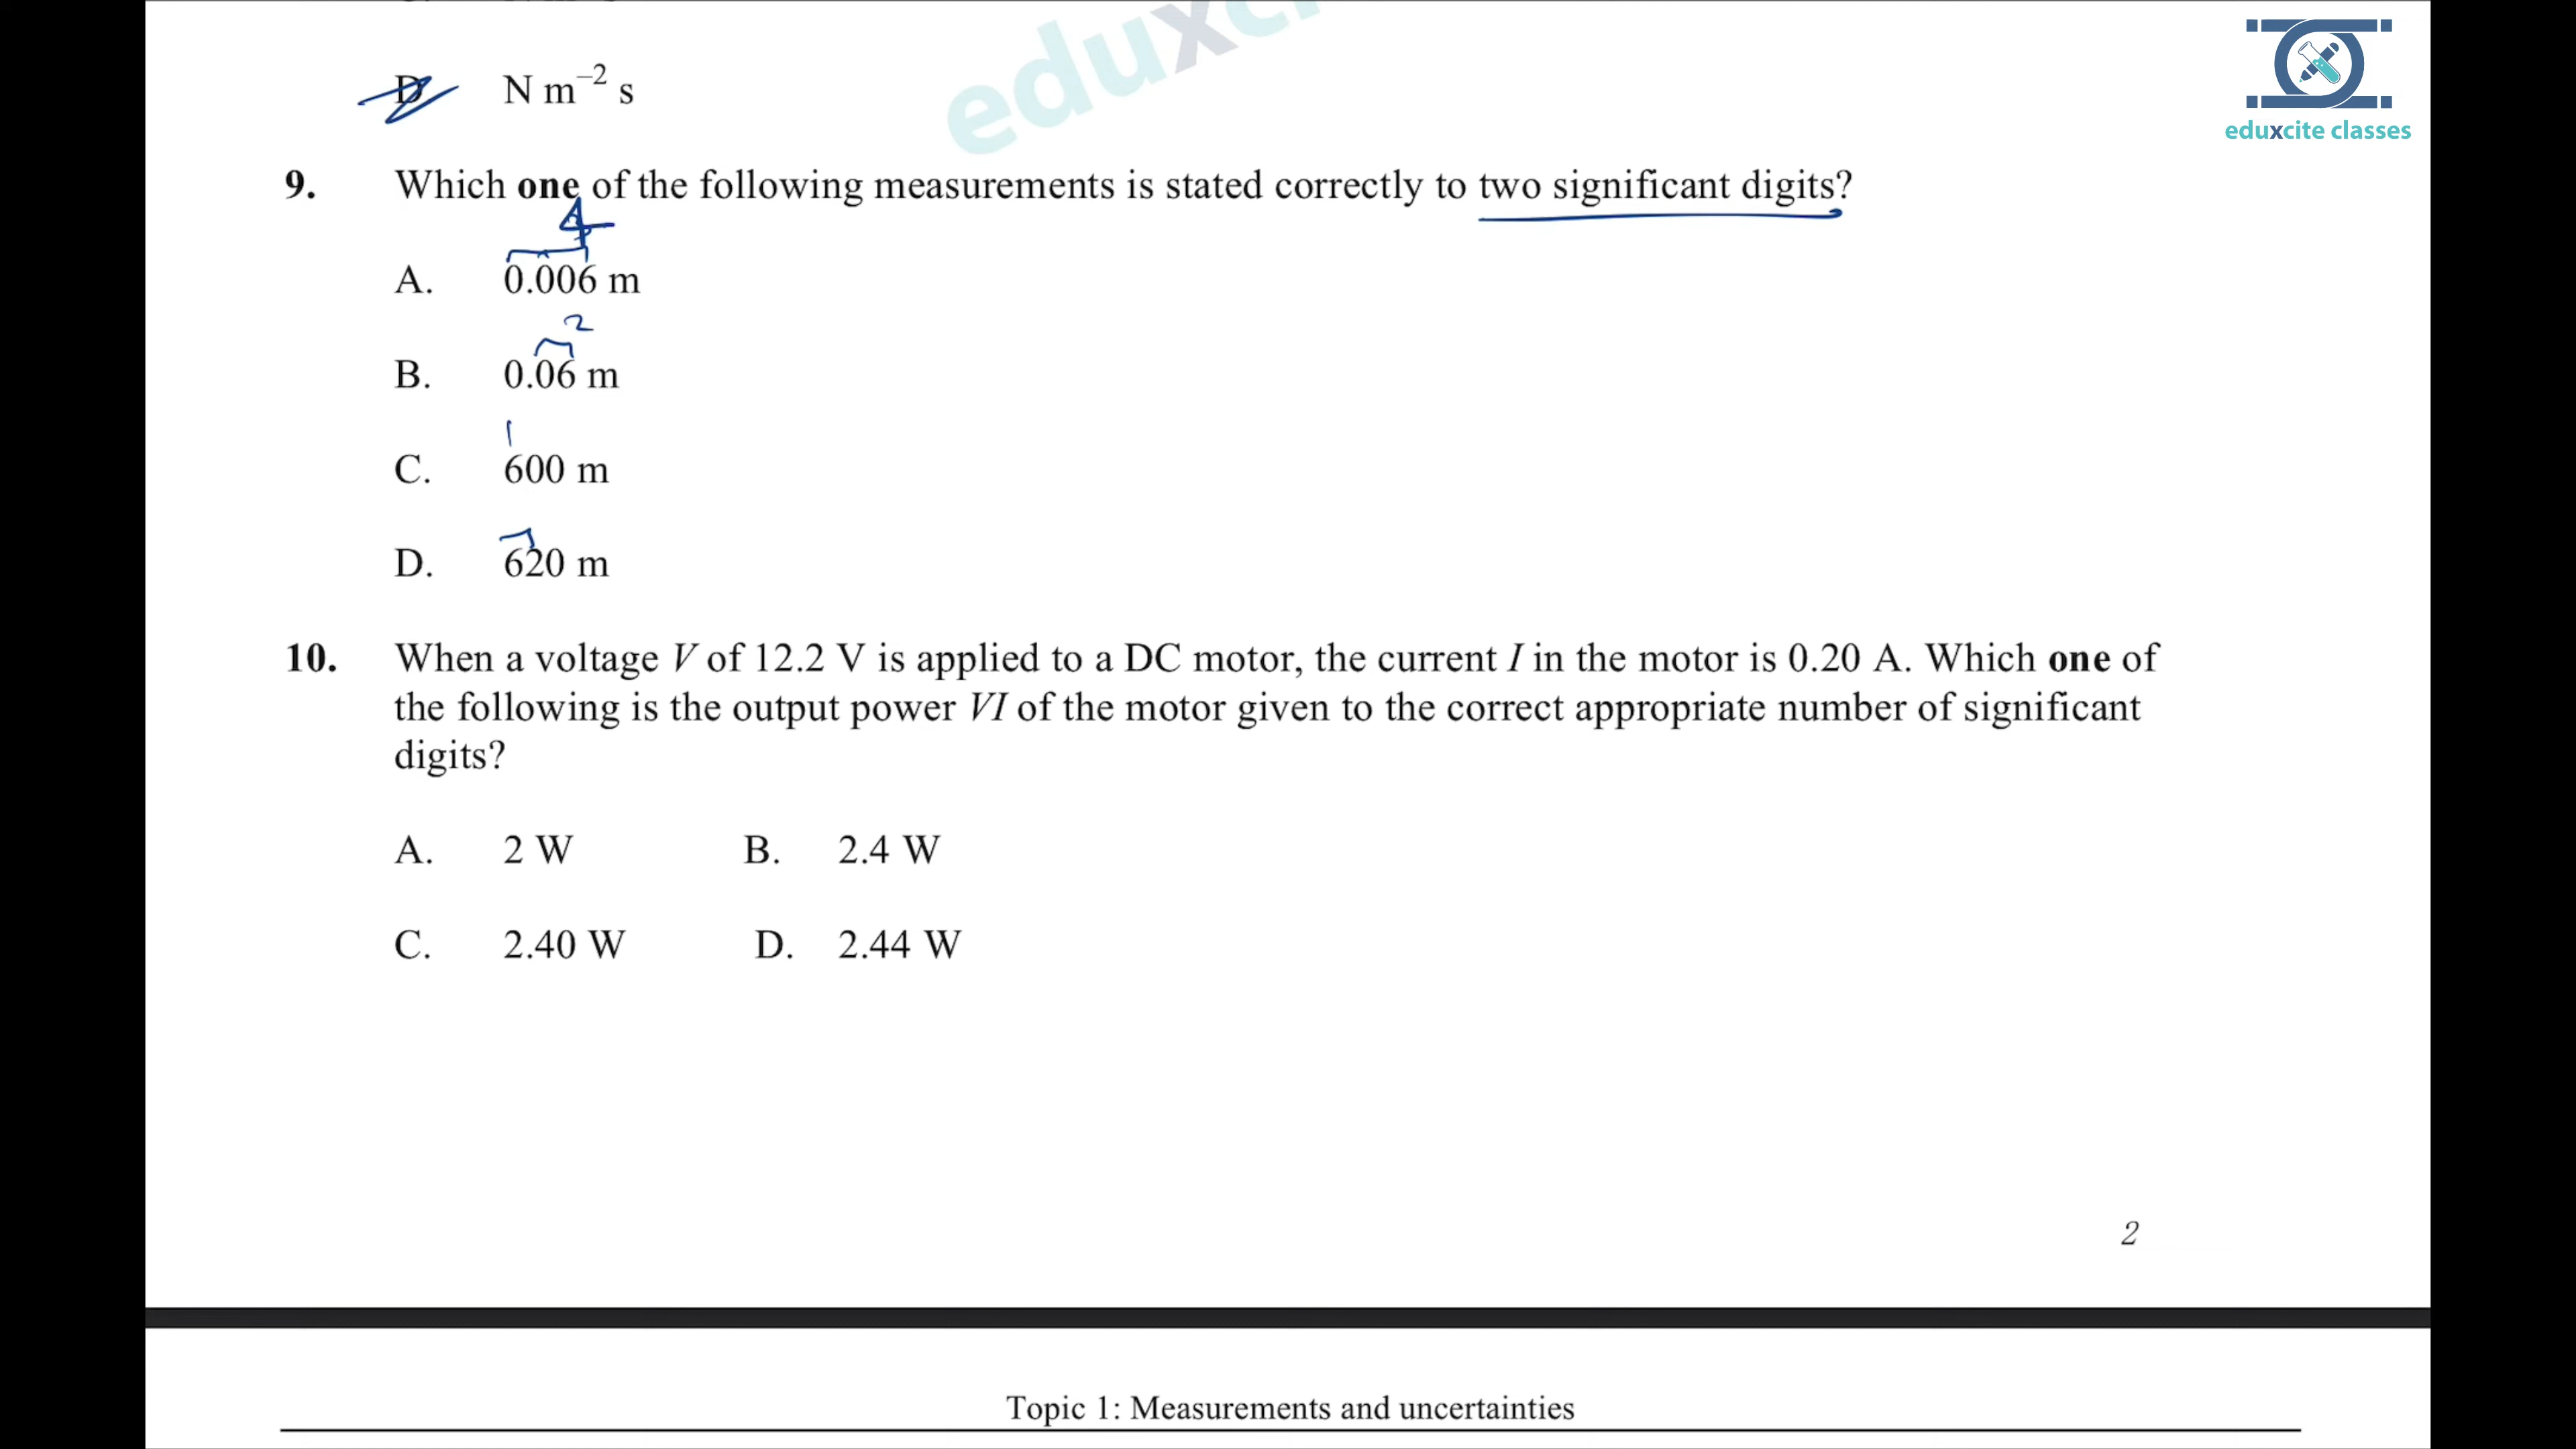 eduxci
eduxcite classes
D N m⁻² s
9. Which one of the following measurements is stated correctly to two significant digits?
4
A. 0.006 m
2
B. 0.06 m
1
C. 600 m
D. 620 m
10. When a voltage V of 12.2 V is applied to a DC motor, the current I in the motor is 0.20 A. Which one of
the following is the output power VI of the motor given to the correct appropriate number of significant
digits?
A. 2 W B. 2.4 W
C. 2.40 W D. 2.44 W
2
Topic 1: Measurements and uncertainties